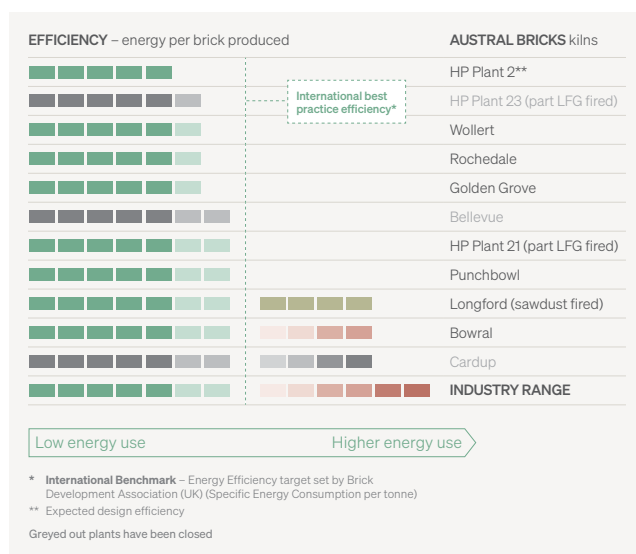 EFFICIENCY – energy per brick produced
AUSTRAL BRICKS kilns
HP Plant 2**
International best
practice efficiency*
HP Plant 23 (part LFG fired)
Wollert
Rochedale
Golden Grove
Bellevue
HP Plant 21 (part LFG fired)
Punchbowl
Longford (sawdust fired)
Bowral
Cardup
INDUSTRY RANGE
Low energy use
Higher energy use
* International Benchmark – Energy Efficiency target set by Brick
Development Association (UK) (Specific Energy Consumption per tonne)
** Expected design efficiency
Greyed out plants have been closed